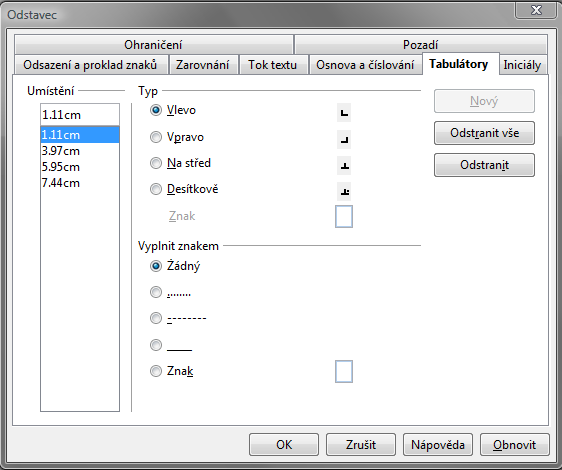 Odstavec
Ohraničení Pozadí
Odsazení a proklad znaků Zarovnání Tok textu Osnova a číslování Tabulátory Iniciály
Umístění
1.11cm
1.11cm
3.97cm
5.95cm
7.44cm
Typ
Vlevo
Vpravo
Na střed
Desítkově
Znak
Vyplnit znakem
Žádný
........
--------
_____
Znak
Nový
Odstranit vše
Odstranit
OK Zrušit Nápověda Obnovit